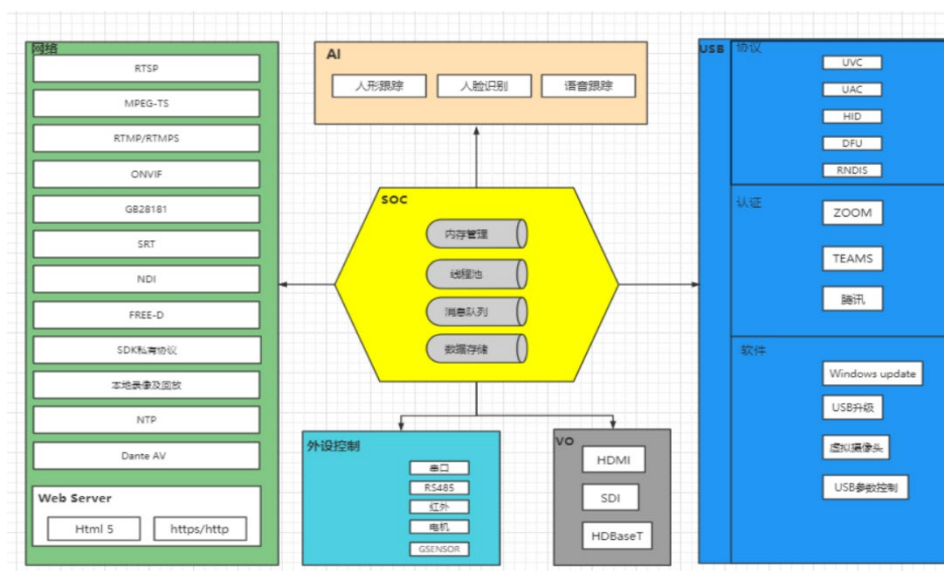 网络
RTSP
MPEG-TS
RTMP/RTMPS
ONVIF
GB28181
SRT
NDI
FREE-D
SDK私有协议
本地录像及回放
NTP
Dante AV
Web Server
Html 5
https/http
AI
人形跟踪
人脸识别
语音跟踪
SOC
内存管理
线程池
消息队列
数据存储
外设控制
串口
RS485
红外
电机
GSENSOR
VO
HDMI
SDI
HDBaseT
USB
协议
UVC
UAC
HID
DFU
RNDIS
认证
ZOOM
TEAMS
腾讯
软件
Windows update
USB升级
虚拟摄像头
USB参数控制